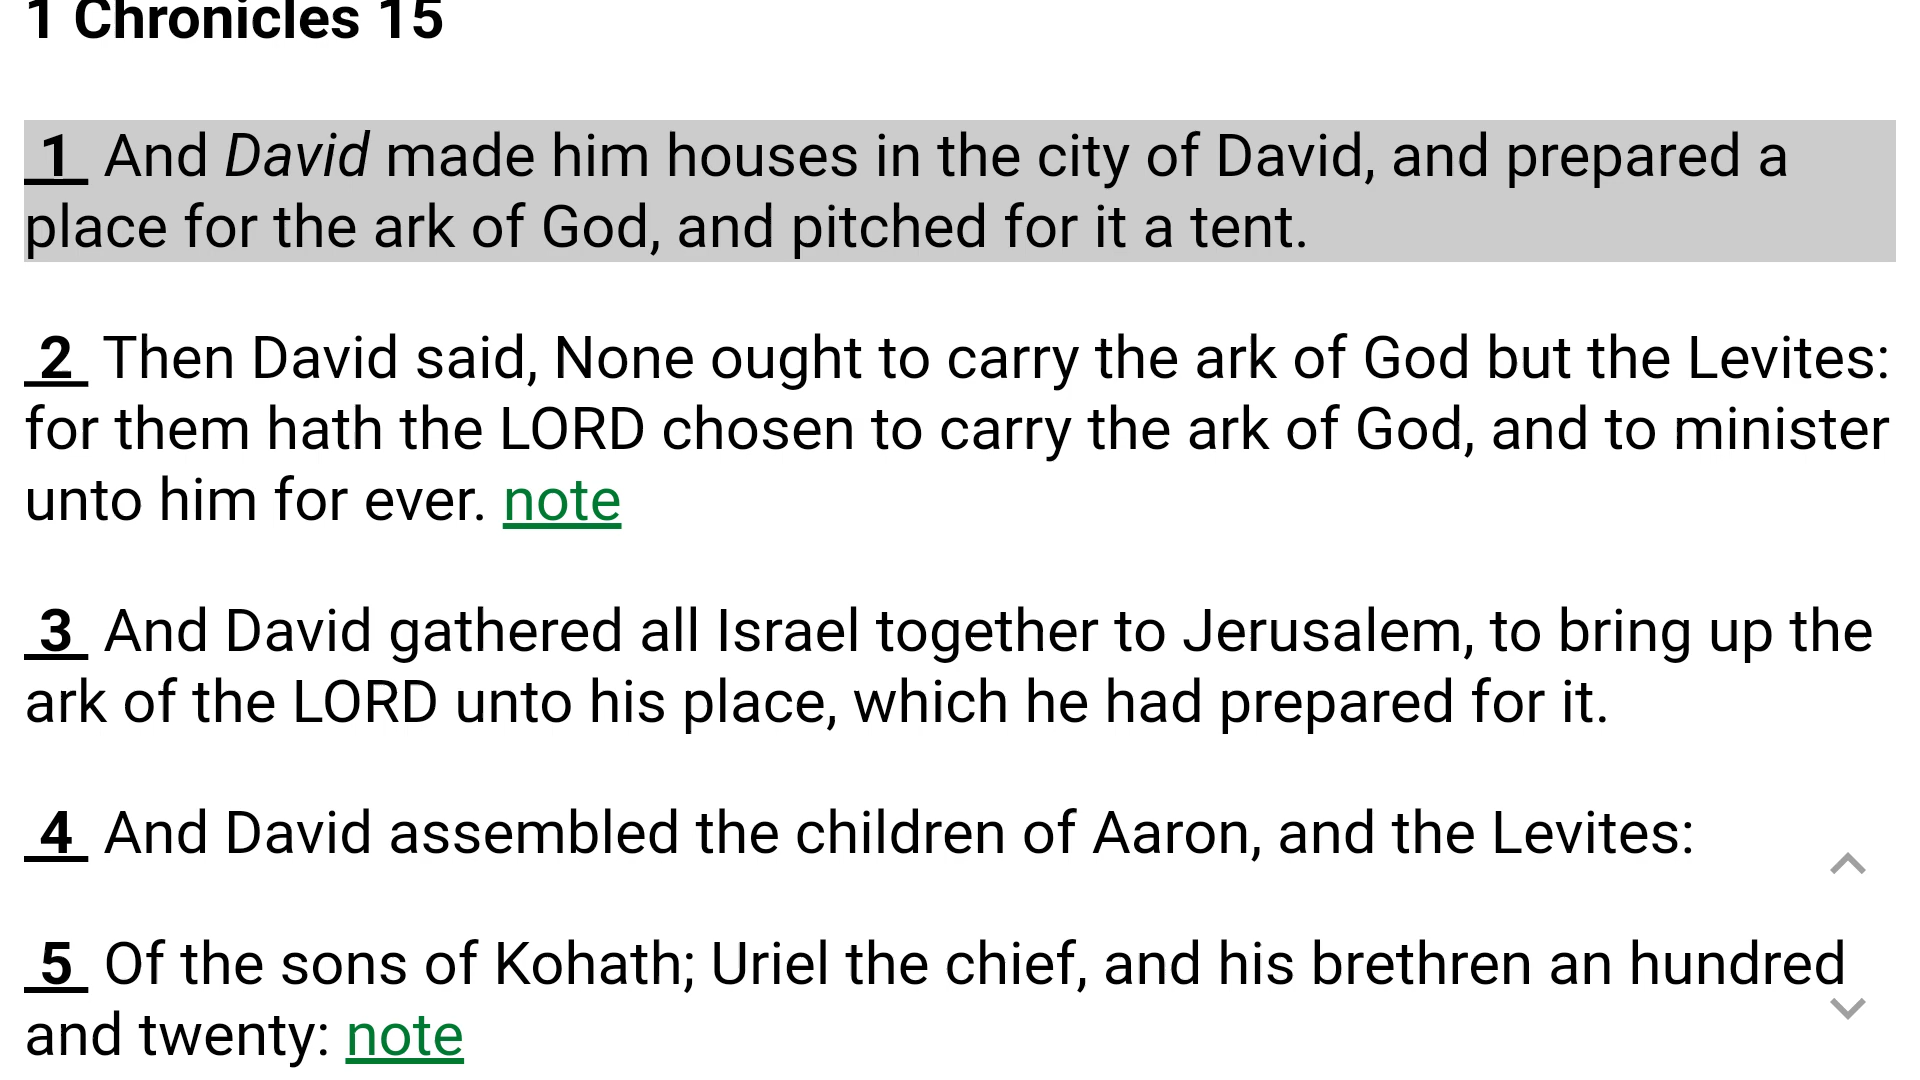 1 Chronicles 15
1 And David made him houses in the city of David, and prepared a
place for the ark of God, and pitched for it a tent.
2 Then David said, None ought to carry the ark of God but the Levites:
for them hath the LORD chosen to carry the ark of God, and to minister
unto him for ever. note
3 And David gathered all Israel together to Jerusalem, to bring up the
ark of the LORD unto his place, which he had prepared for it.
4 And David assembled the children of Aaron, and the Levites:
5 Of the sons of Kohath; Uriel the chief, and his brethren an hundred
and twenty: note